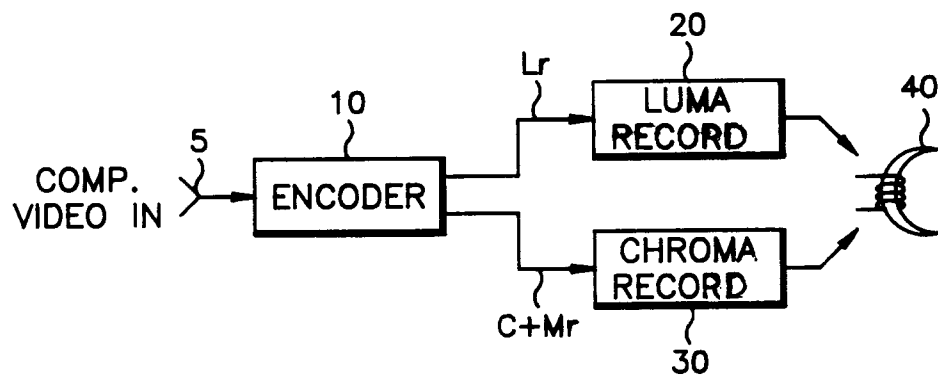 20
Lr
40
10
LUMA
RECORD
5
COMP.
VIDEO IN
ENCODER
CHROMA
RECORD
C+Mr
30